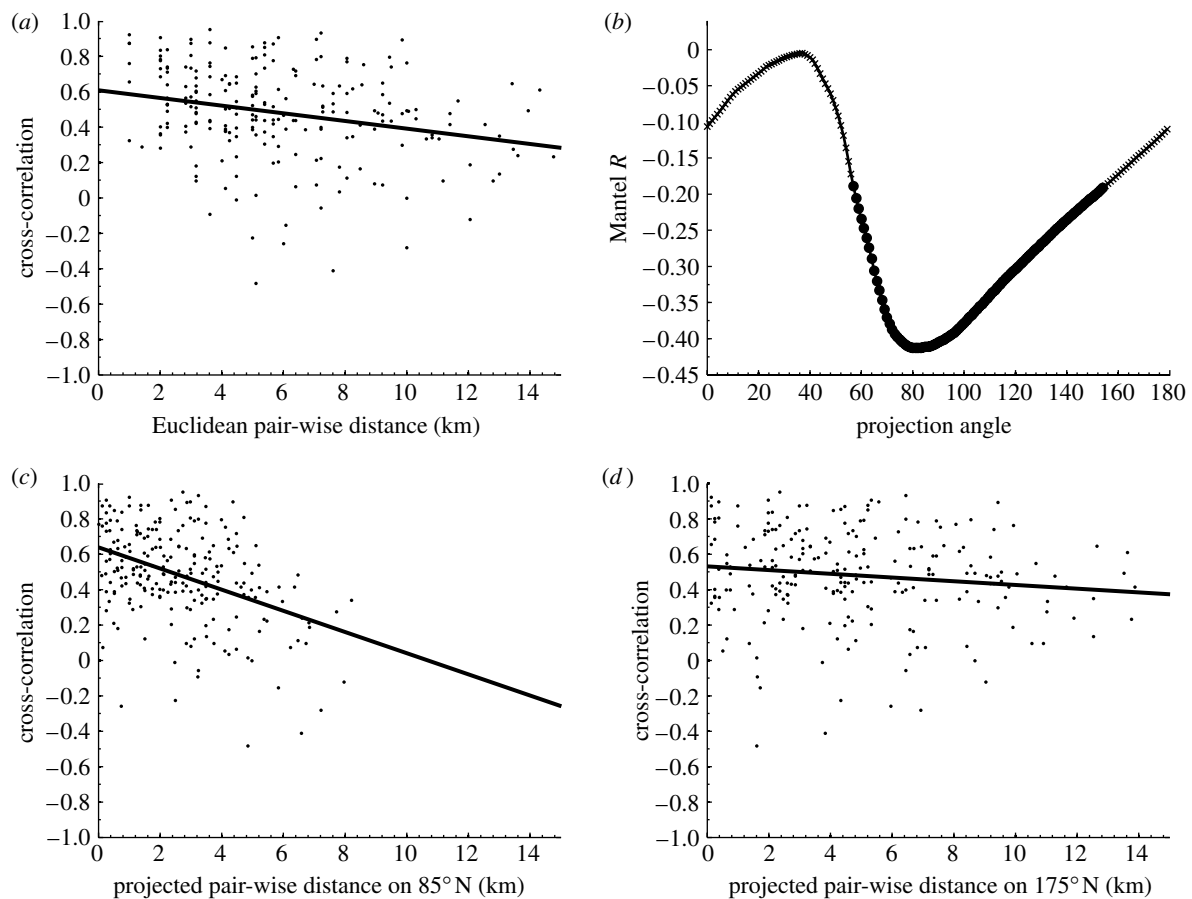 (a)
1.0
0.8
0.6
0.4
0.2
0
−0.2
−0.4
−0.6
−0.8
−1.0
cross-correlation
0 2 4 6 8 10 12 14
Euclidean pair-wise distance (km)
(b)
0
−0.05
−0.10
−0.15
−0.20
−0.25
−0.30
−0.35
−0.40
−0.45
Mantel R
0 20 40 60 80 100 120 140 160 180
projection angle
(c)
1.0
0.8
0.6
0.4
0.2
0
−0.2
−0.4
−0.6
−0.8
−1.0
cross-correlation
0 2 4 6 8 10 12 14
projected pair-wise distance on 85° N (km)
(d)
1.0
0.8
0.6
0.4
0.2
0
−0.2
−0.4
−0.6
−0.8
−1.0
cross-correlation
0 2 4 6 8 10 12 14
projected pair-wise distance on 175° N (km)